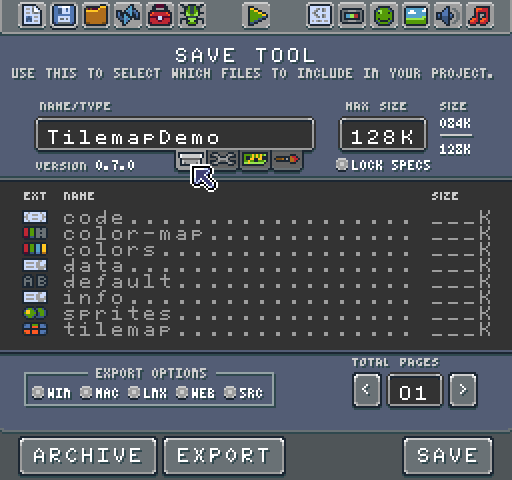 SAVE TOOL
USE THIS TO SELECT WHICH FILES TO INCLUDE IN YOUR PROJECT.
NAME/TYPE MAX SIZE SIZE
TilemapDemo 128K 084K
128K
VERSION 0.7.0 LOCK SPECS
EXT NAME SIZE
code.................. ___K
color-map............. ___K
colors................ ___K
data.................. ___K
AB default............... ___K
info.................. ___K
sprites............... ___K
tilemap............... ___K
EXPORT OPTIONS TOTAL PAGES
WIN MAC LNX WEB SRC < 01 >
ARCHIVE EXPORT SAVE